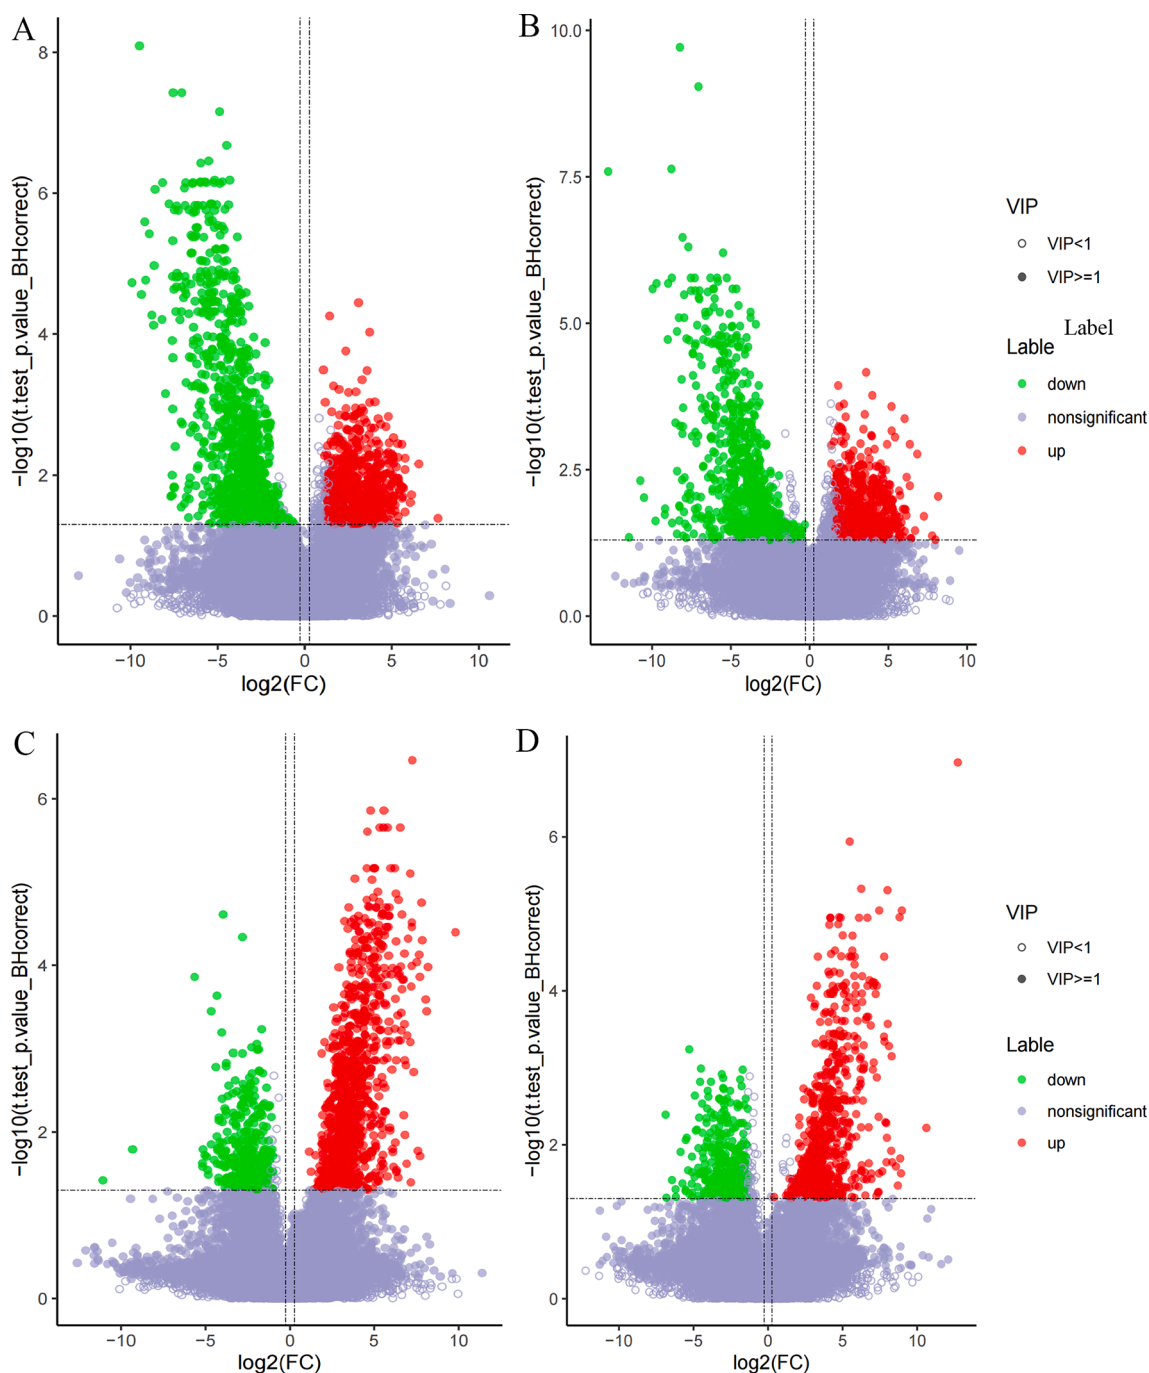 A
B
8
6
4
2
0
−log10(t.test_p.value_BHcorrect)
−10
−5
0
5
10
log2(FC)
10.0
7.5
5.0
2.5
0.0
−log10(t.test_p.value_BHcorrect)
−10
−5
0
5
10
log2(FC)
VIP
VIP<1
VIP>=1
Label
Lable
down
nonsignificant
up
C
D
6
4
2
0
−log10(t.test_p.value_BHcorrect)
−10
−5
0
5
10
log2(FC)
6
4
2
0
−log10(t.test_p.value_BHcorrect)
−10
−5
0
5
10
log2(FC)
VIP
VIP<1
VIP>=1
Lable
down
nonsignificant
up